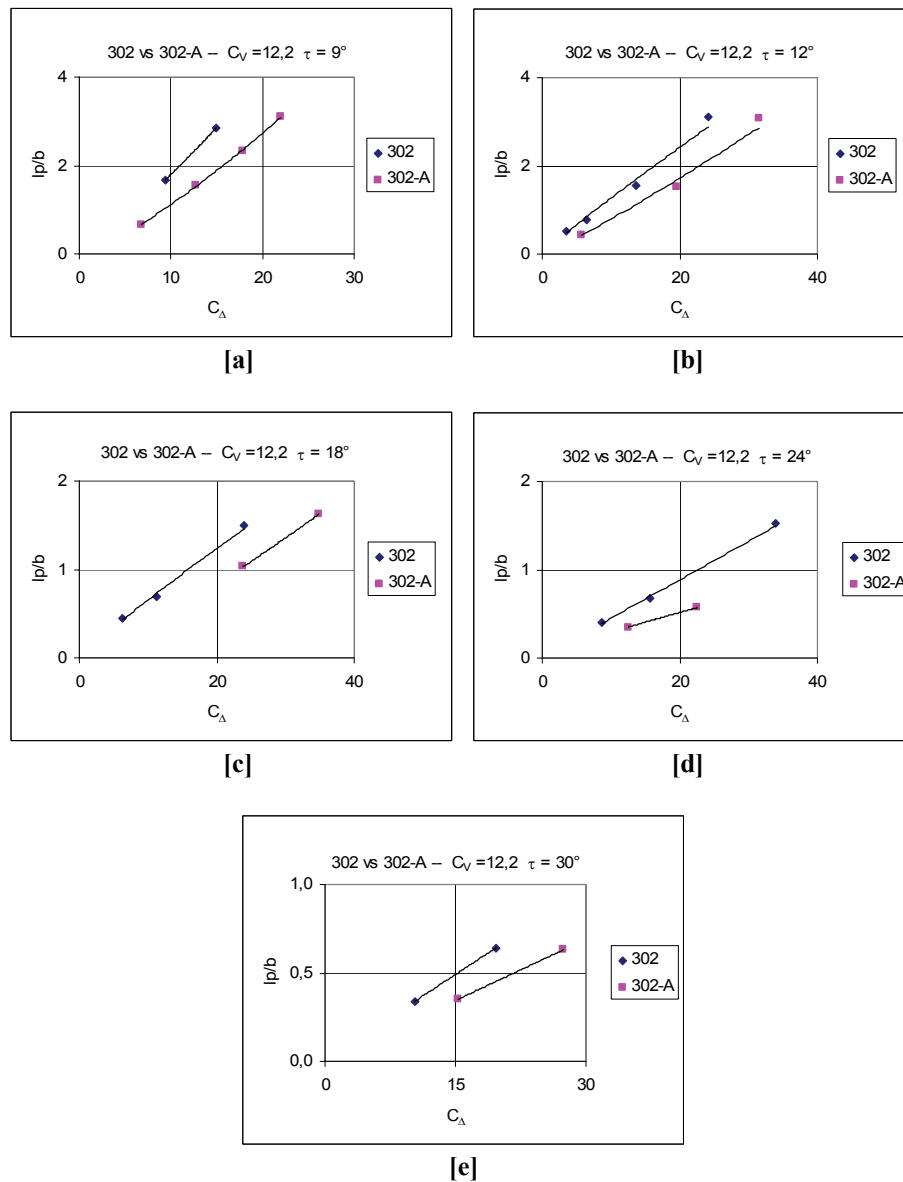 302 vs 302-A -- C_V =12,2 τ = 9°
4
2
0
0 10 20 30
lp/b
C_Δ
302
302-A
[a]
302 vs 302-A -- C_V =12,2 τ = 12°
4
2
0
0 20 40
lp/b
C_Δ
302
302-A
[b]
302 vs 302-A -- C_V =12,2 τ = 18°
2
1
0
0 20 40
lp/b
C_Δ
302
302-A
[c]
302 vs 302-A -- C_V =12,2 τ = 24°
2
1
0
0 20 40
lp/b
C_Δ
302
302-A
[d]
302 vs 302-A -- C_V =12,2 τ = 30°
1,0
0,5
0,0
0 15 30
lp/b
C_Δ
302
302-A
[e]